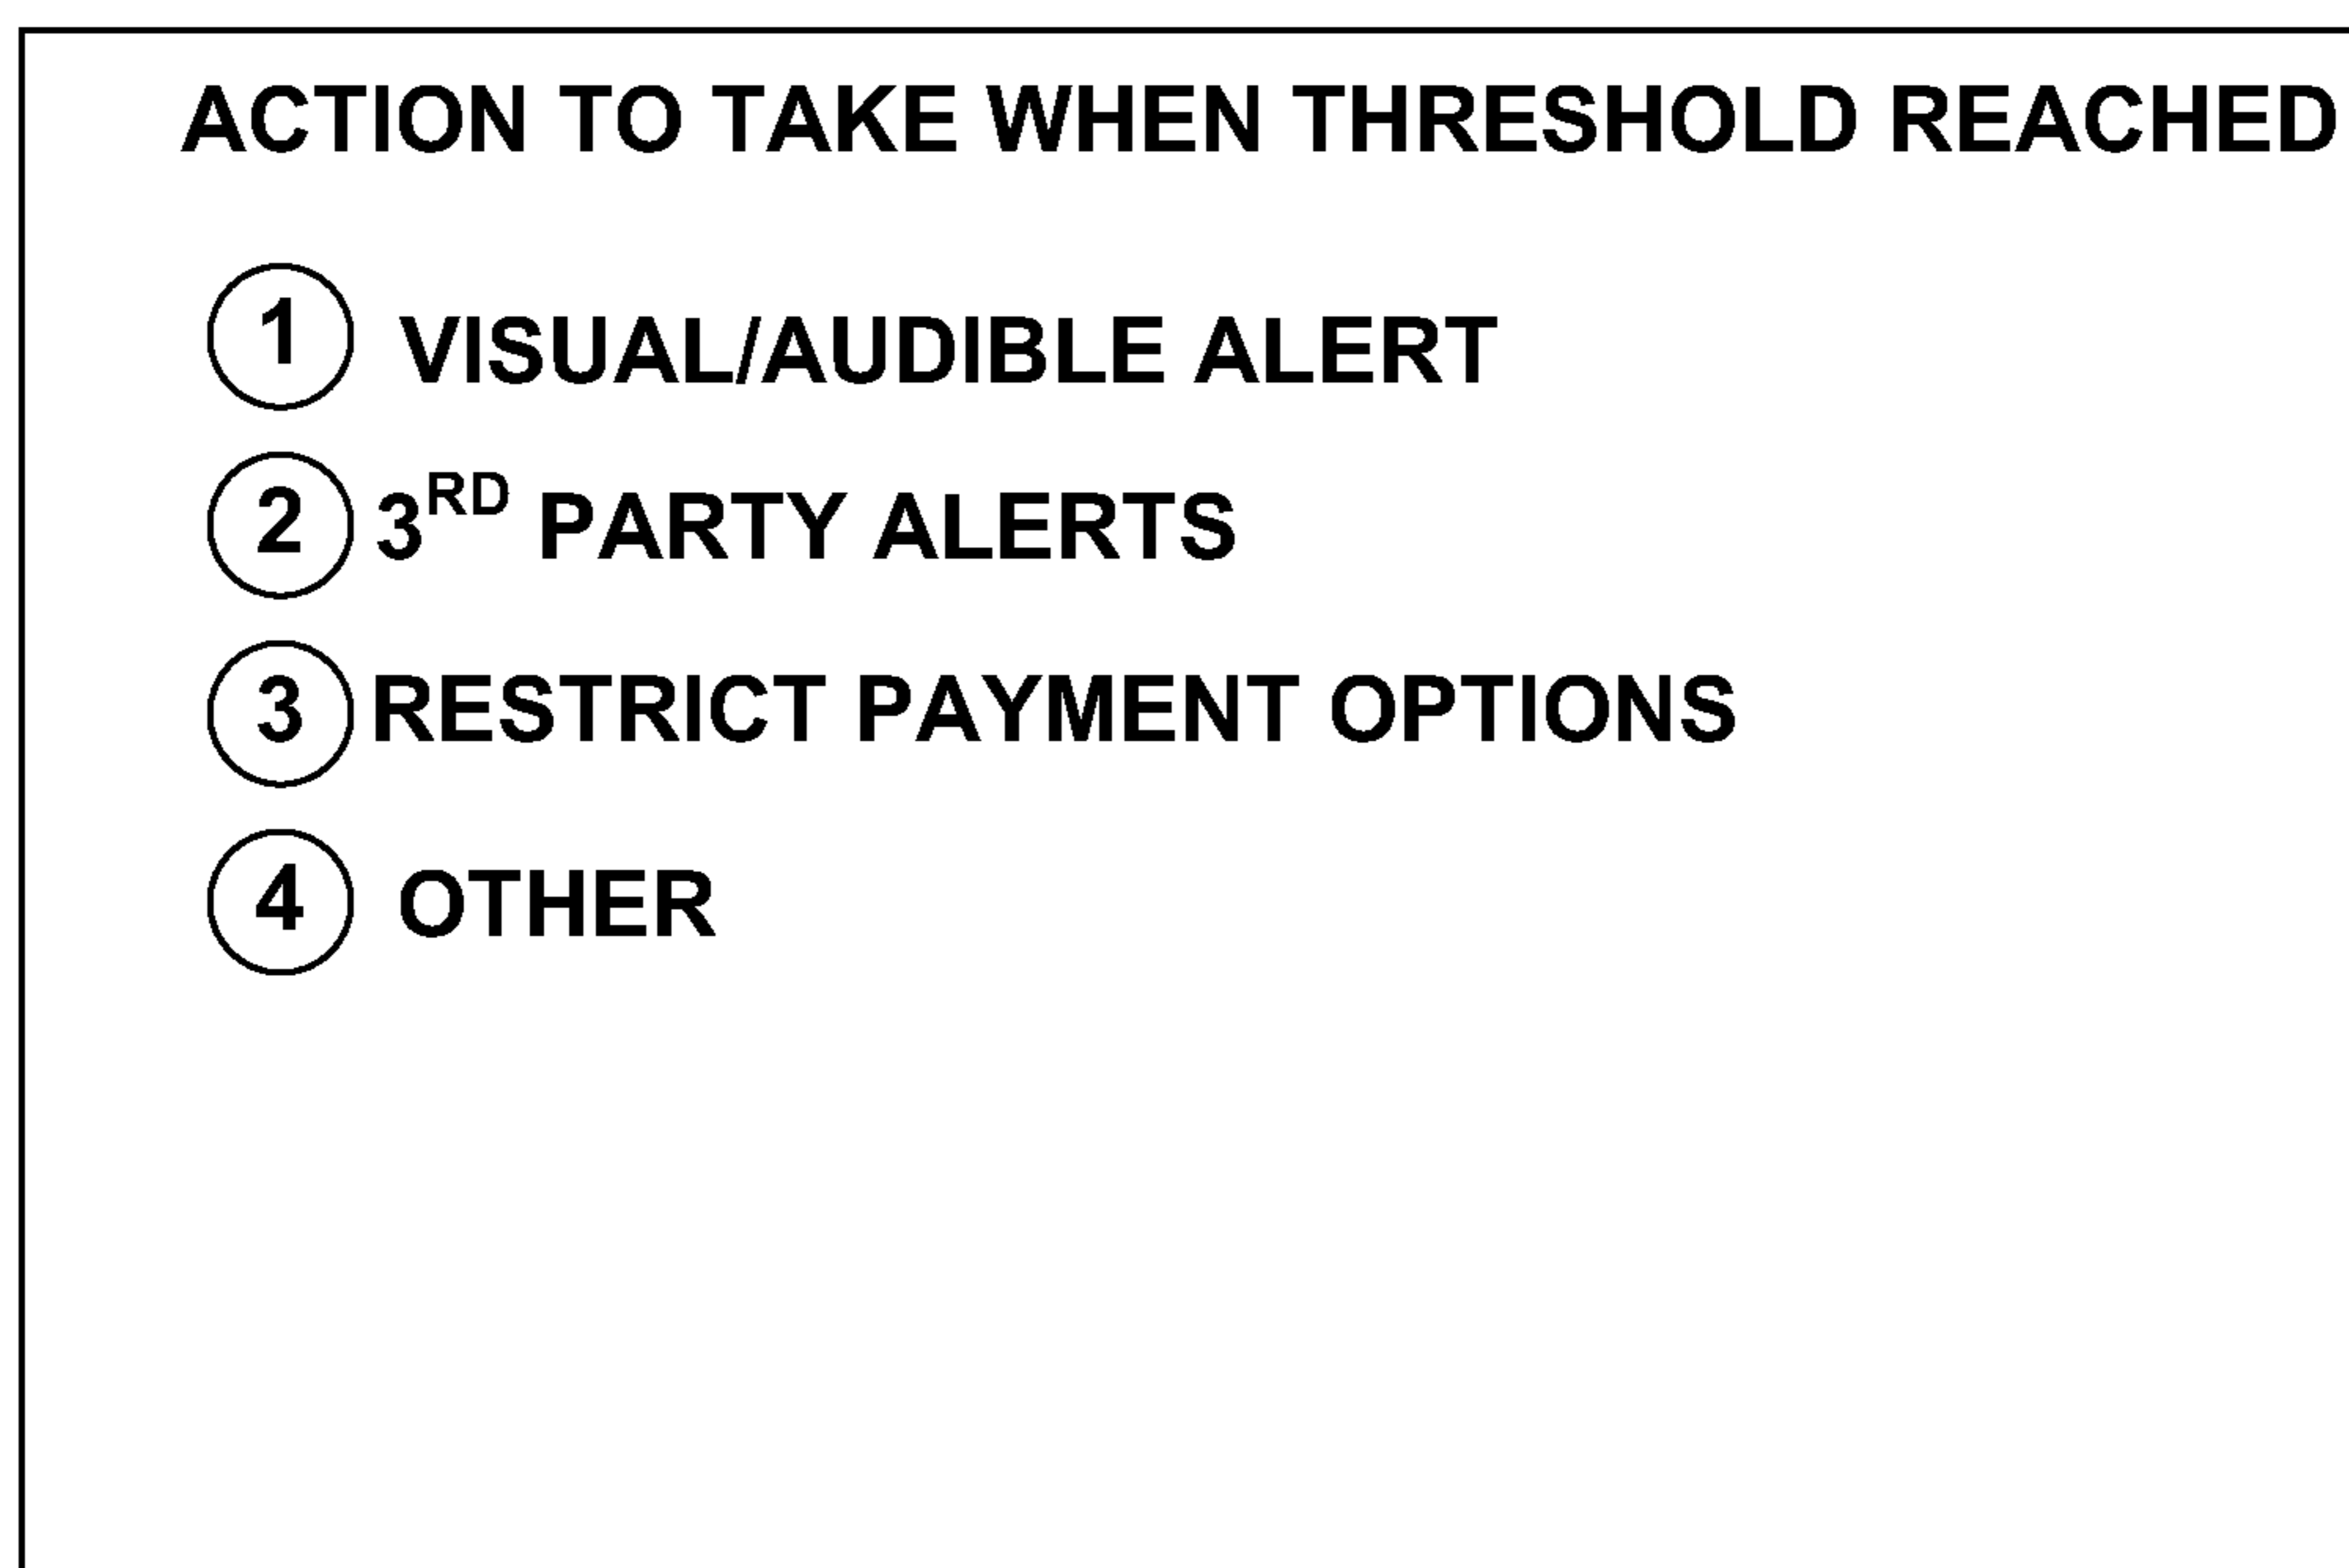 ACTION TO TAKE WHEN THRESHOLD REACHED
1 VISUAL/AUDIBLE ALERT
2 3RD PARTY ALERTS
3 RESTRICT PAYMENT OPTIONS
4 OTHER